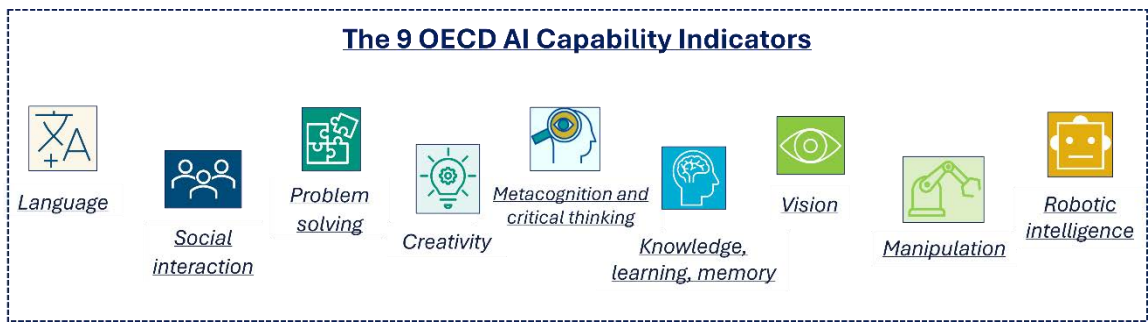 The 9 OECD AI Capability Indicators
Language
Social
interaction
Problem
solving
Creativity
Metacognition and
critical thinking
Knowledge,
learning, memory
Vision
Manipulation
Robotic
intelligence